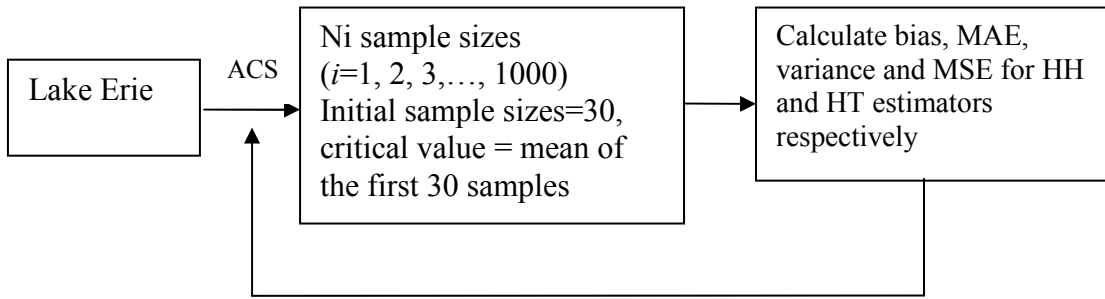 Lake Erie
ACS
Ni sample sizes
(i=1, 2, 3,…, 1000)
Initial sample sizes=30,
critical value = mean of
the first 30 samples
Calculate bias, MAE,
variance and MSE for HH
and HT estimators
respectively